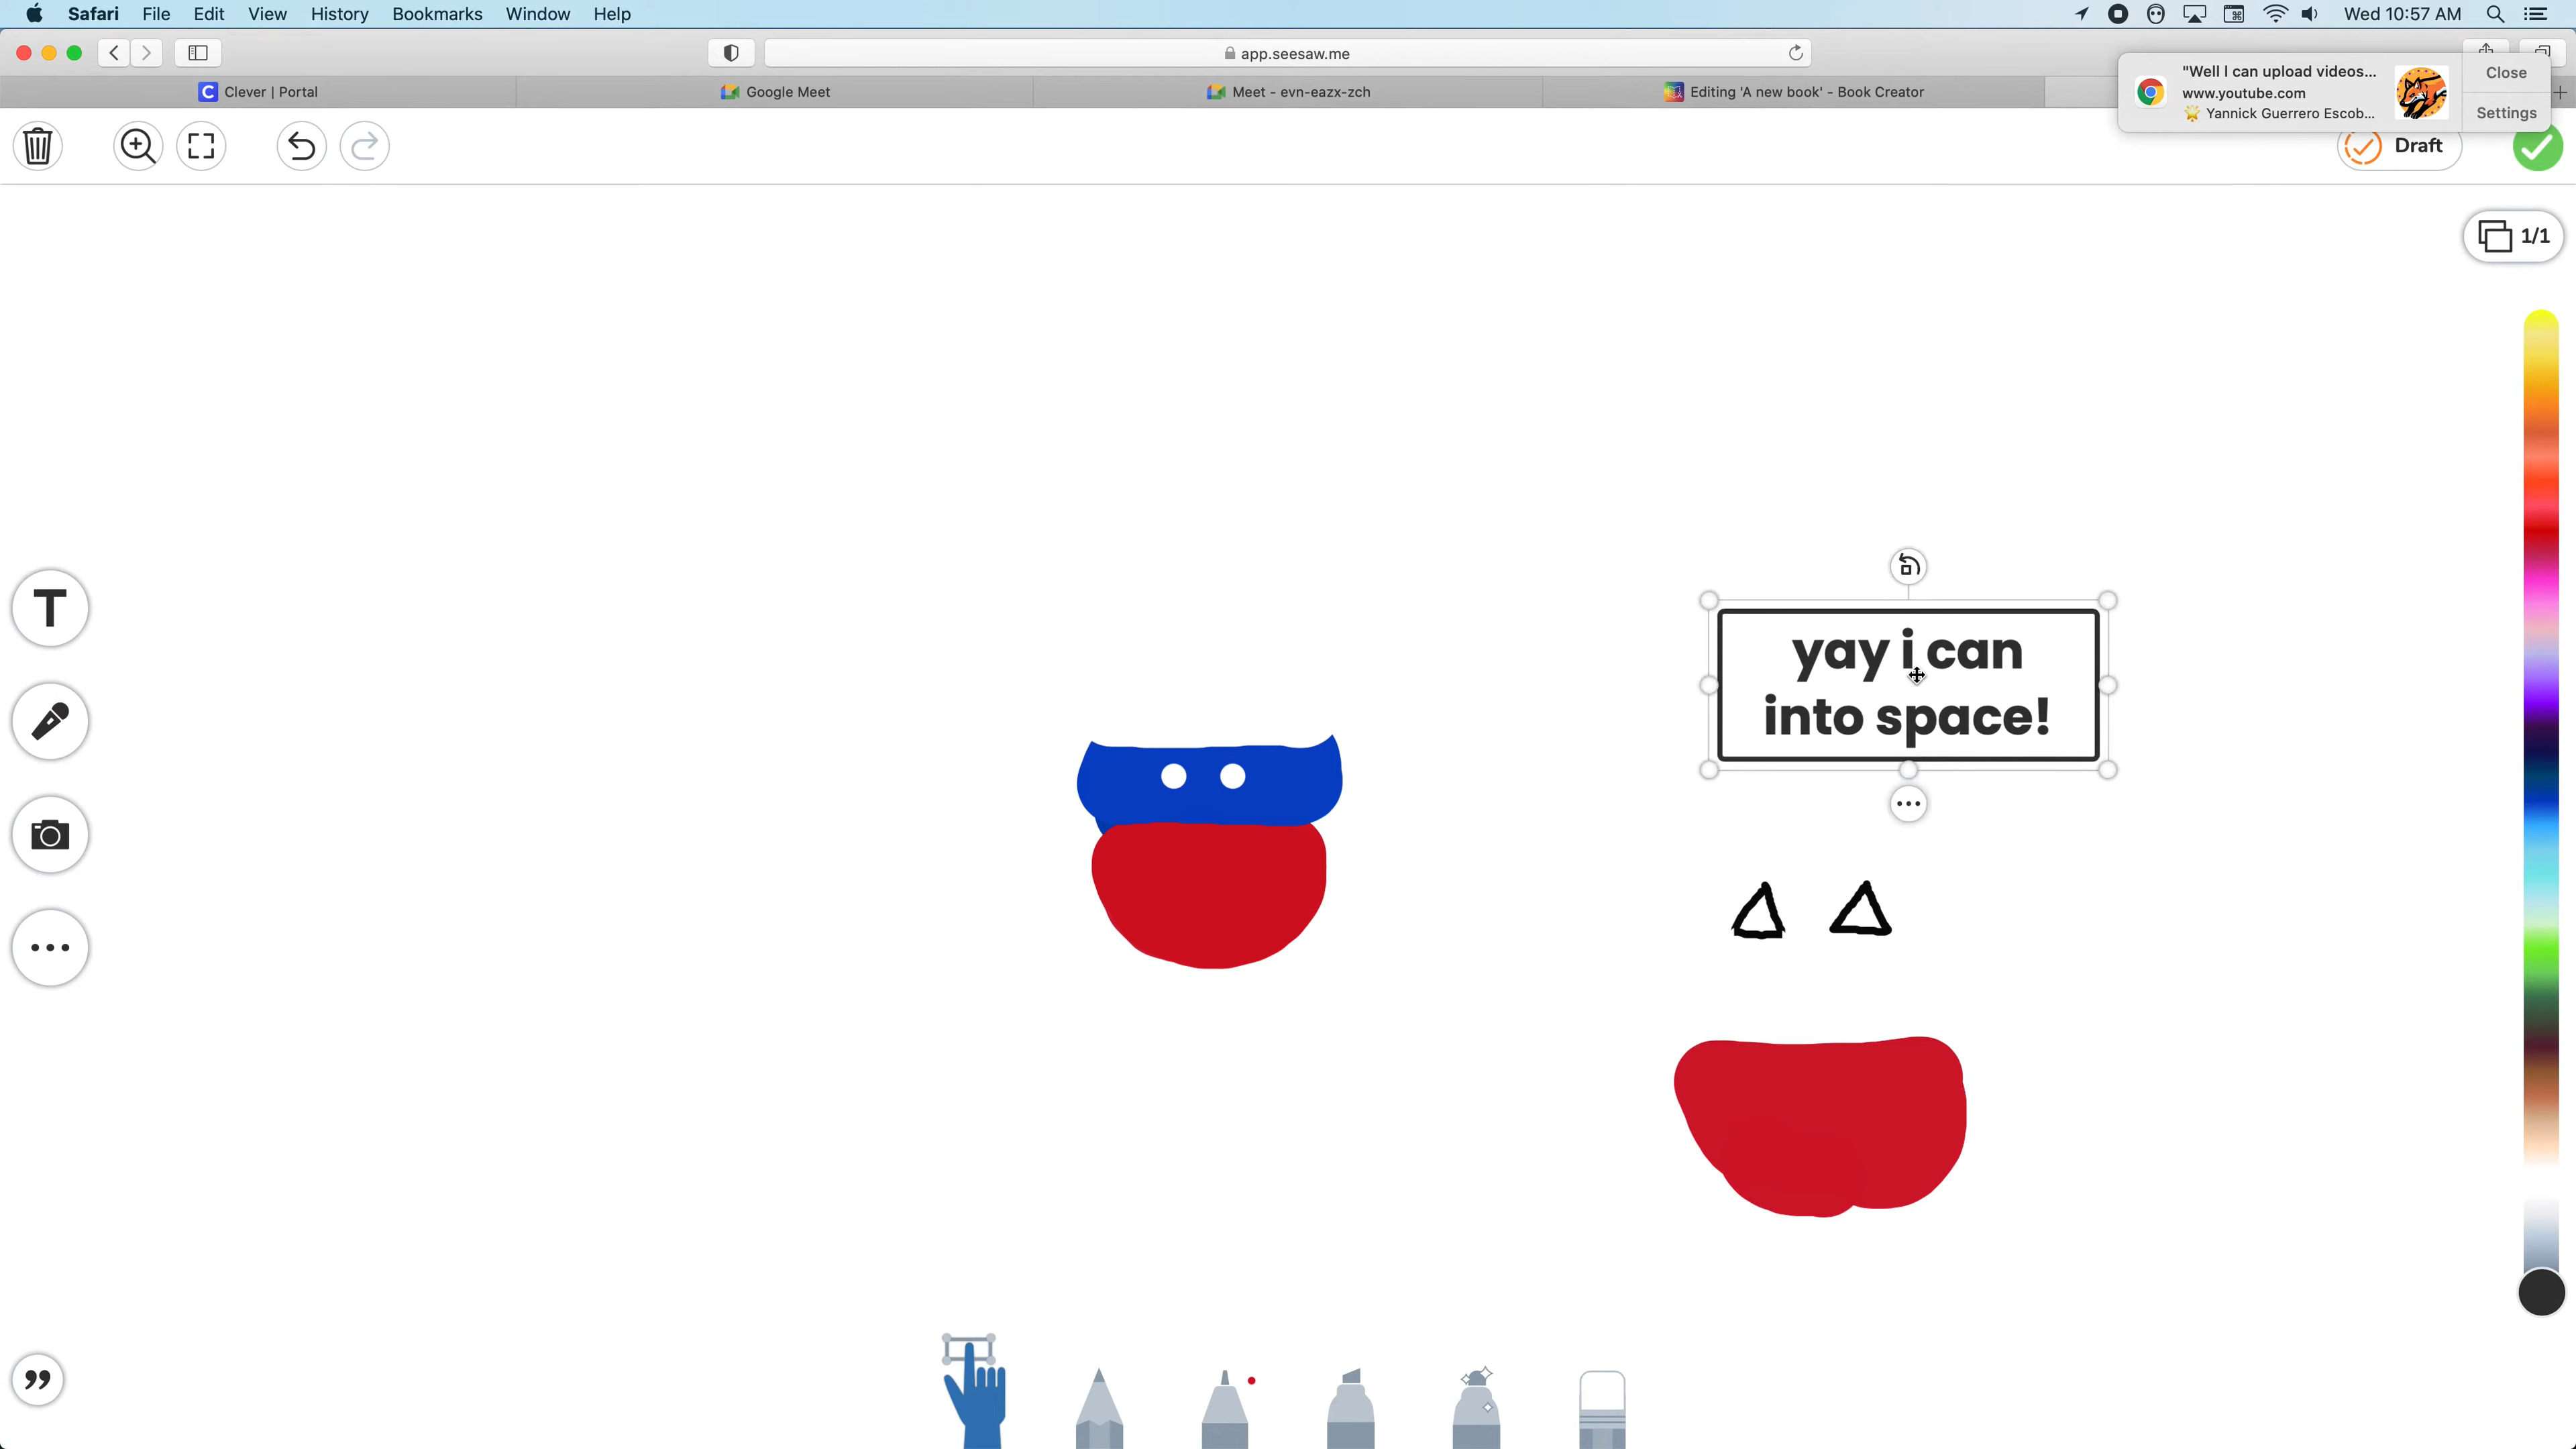 Safari File Edit View History Bookmarks Window Help Wed 10:57 AM
app.seesaw.me
Clever | Portal Google Meet Meet - evn-eazx-zch Editing 'A new book' - Book Creator
"Well I can upload videos... Close
www.youtube.com
Yannick Guerrero Escob... Settings
Draft
1/1
T
yay i can
into space!